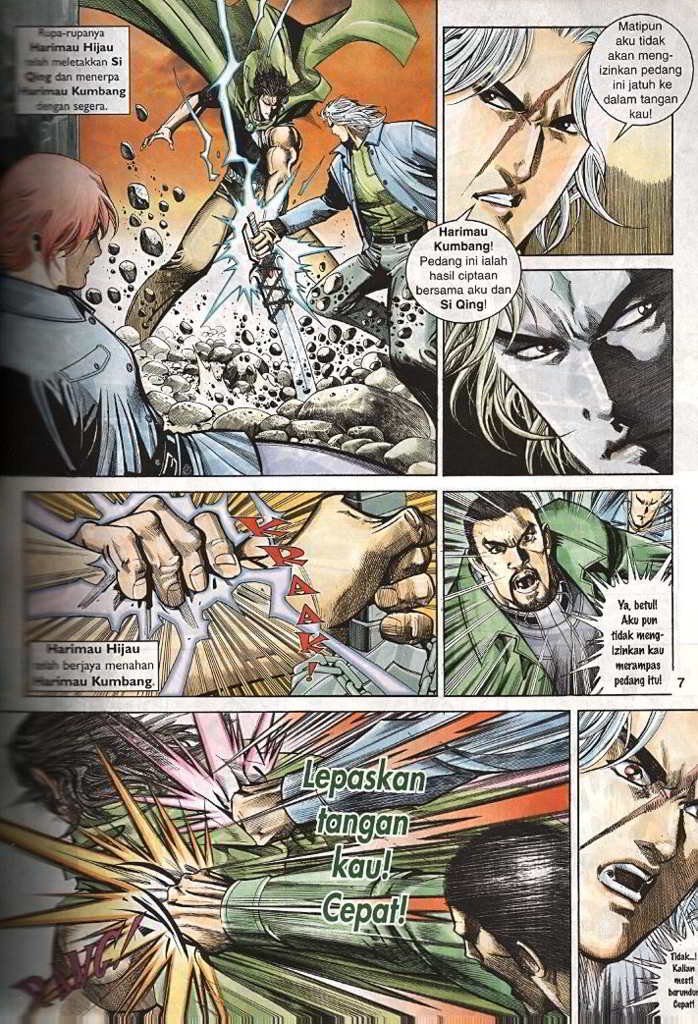 Rupa-rupanya
Harimau Hijau
telah meletakkan Si
Qing dan menerpa
Harimau Kumbang
dengan segera.
Matipun
aku tidak
akan meng-
izinkan pedang
ini jatuh ke
dalam tangan
kau!
Harimau
Kumbang!
Pedang ini ialah
hasil ciptaan
bersama aku dan
Si Qing!
KRRAAAK!
Harimau Hijau
telah berjaya menahan
Harimau Kumbang.
Ya, betul!
Aku pun
tidak meng-
izinkan kau
merampas
pedang itu!
7
Lepaskan
tangan
kau!
Cepat!
Tidak...!
Kalian
mesti
berundur
Cepat!